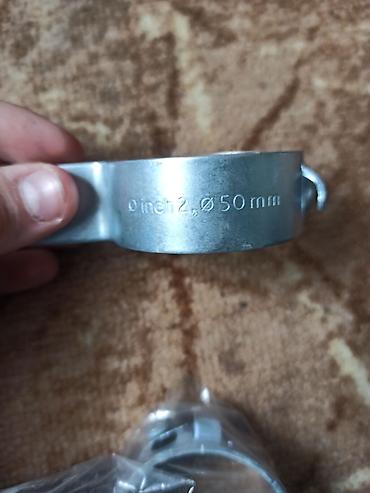 ø inch 2,, Ø 50 mm